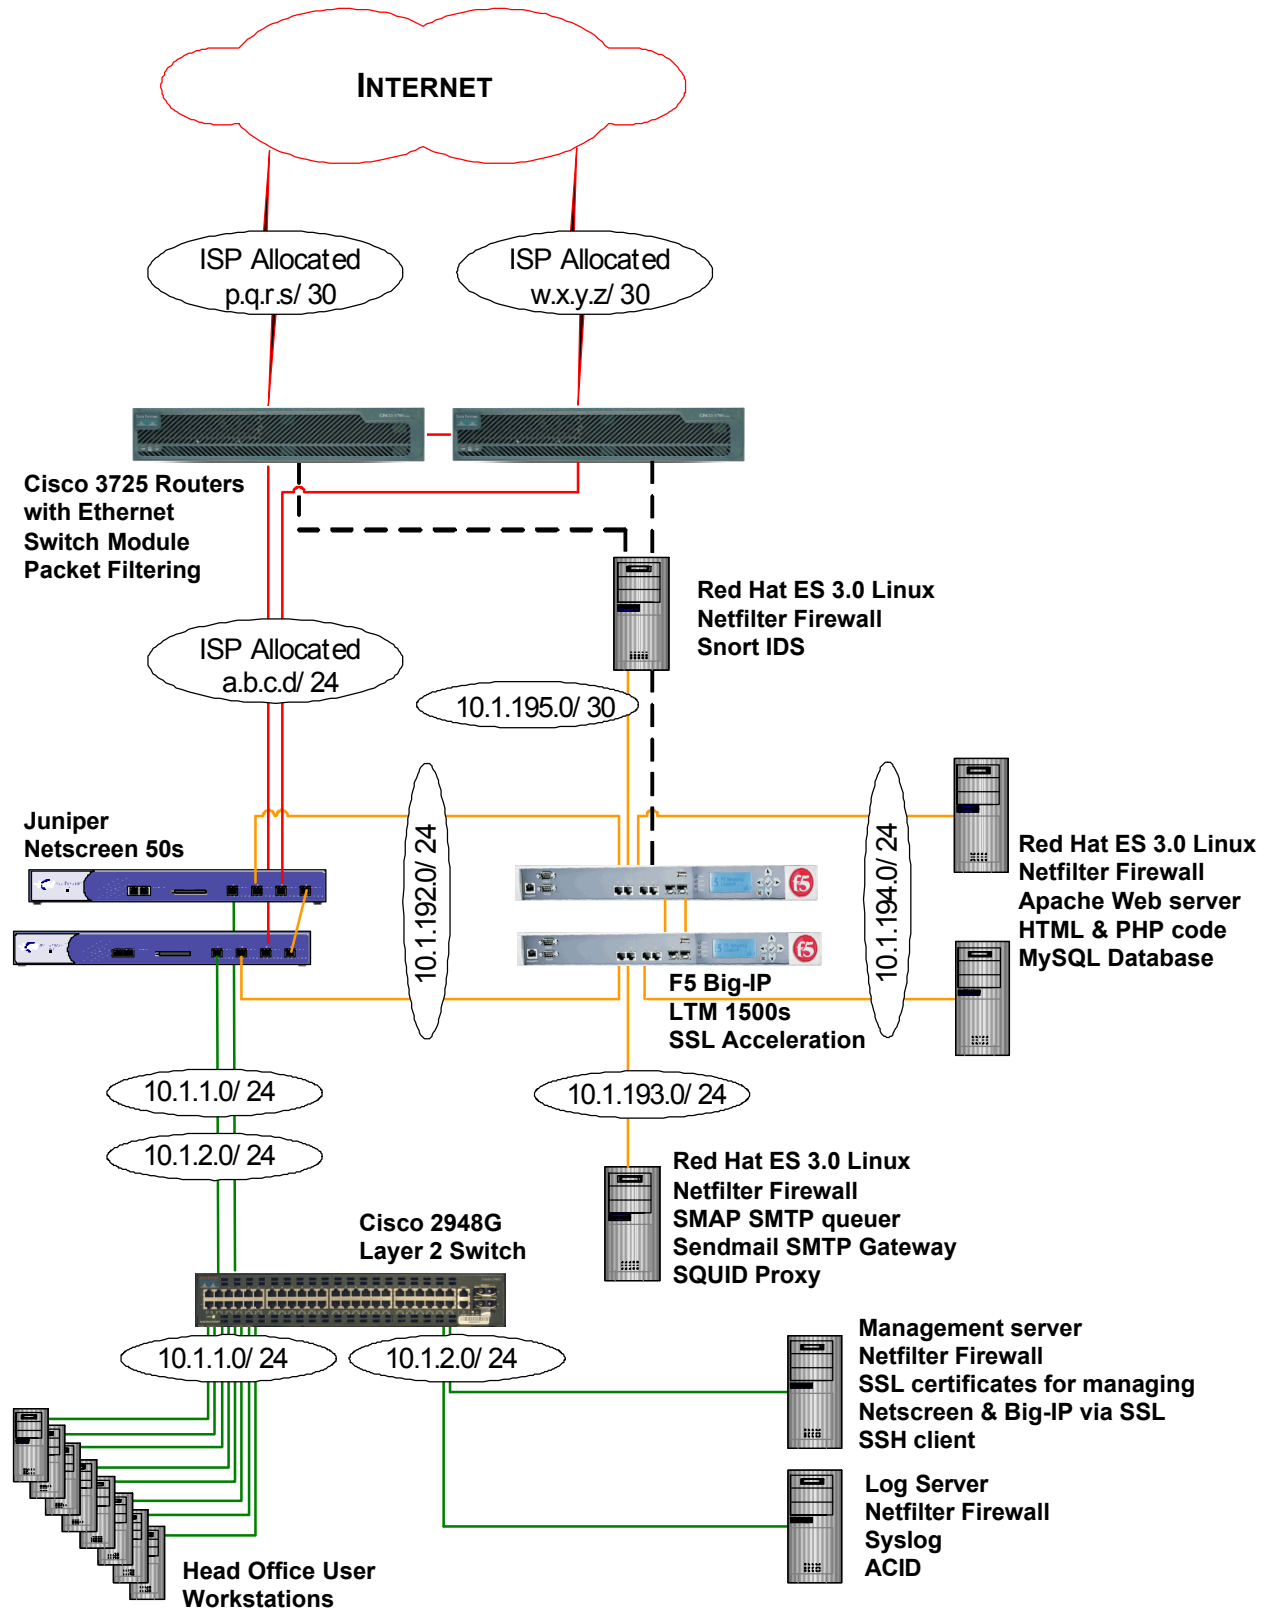 INTERNET
ISP Allocated
p.q.r.s/ 30
ISP Allocated
w.x.y.z/ 30
Cisco 3725 Routers
with Ethernet
Switch Module
Packet Filtering
Red Hat ES 3.0 Linux
Netfilter Firewall
Snort IDS
ISP Allocated
a.b.c.d/ 24
10.1.195.0/ 30
Juniper
Netscreen 50s
10.1.192.0/ 24
10.1.194.0/ 24
Red Hat ES 3.0 Linux
Netfilter Firewall
Apache Web server
HTML & PHP code
MySQL Database
f5
f5
F5 Big-IP
LTM 1500s
SSL Acceleration
10.1.1.0/ 24
10.1.193.0/ 24
10.1.2.0/ 24
Red Hat ES 3.0 Linux
Netfilter Firewall
SMAP SMTP queuer
Sendmail SMTP Gateway
SQUID Proxy
Cisco 2948G
Layer 2 Switch
10.1.1.0/ 24
10.1.2.0/ 24
Management server
Netfilter Firewall
SSL certificates for managing
Netscreen & Big-IP via SSL
SSH client
Log Server
Netfilter Firewall
Syslog
ACID
Head Office User
Workstations